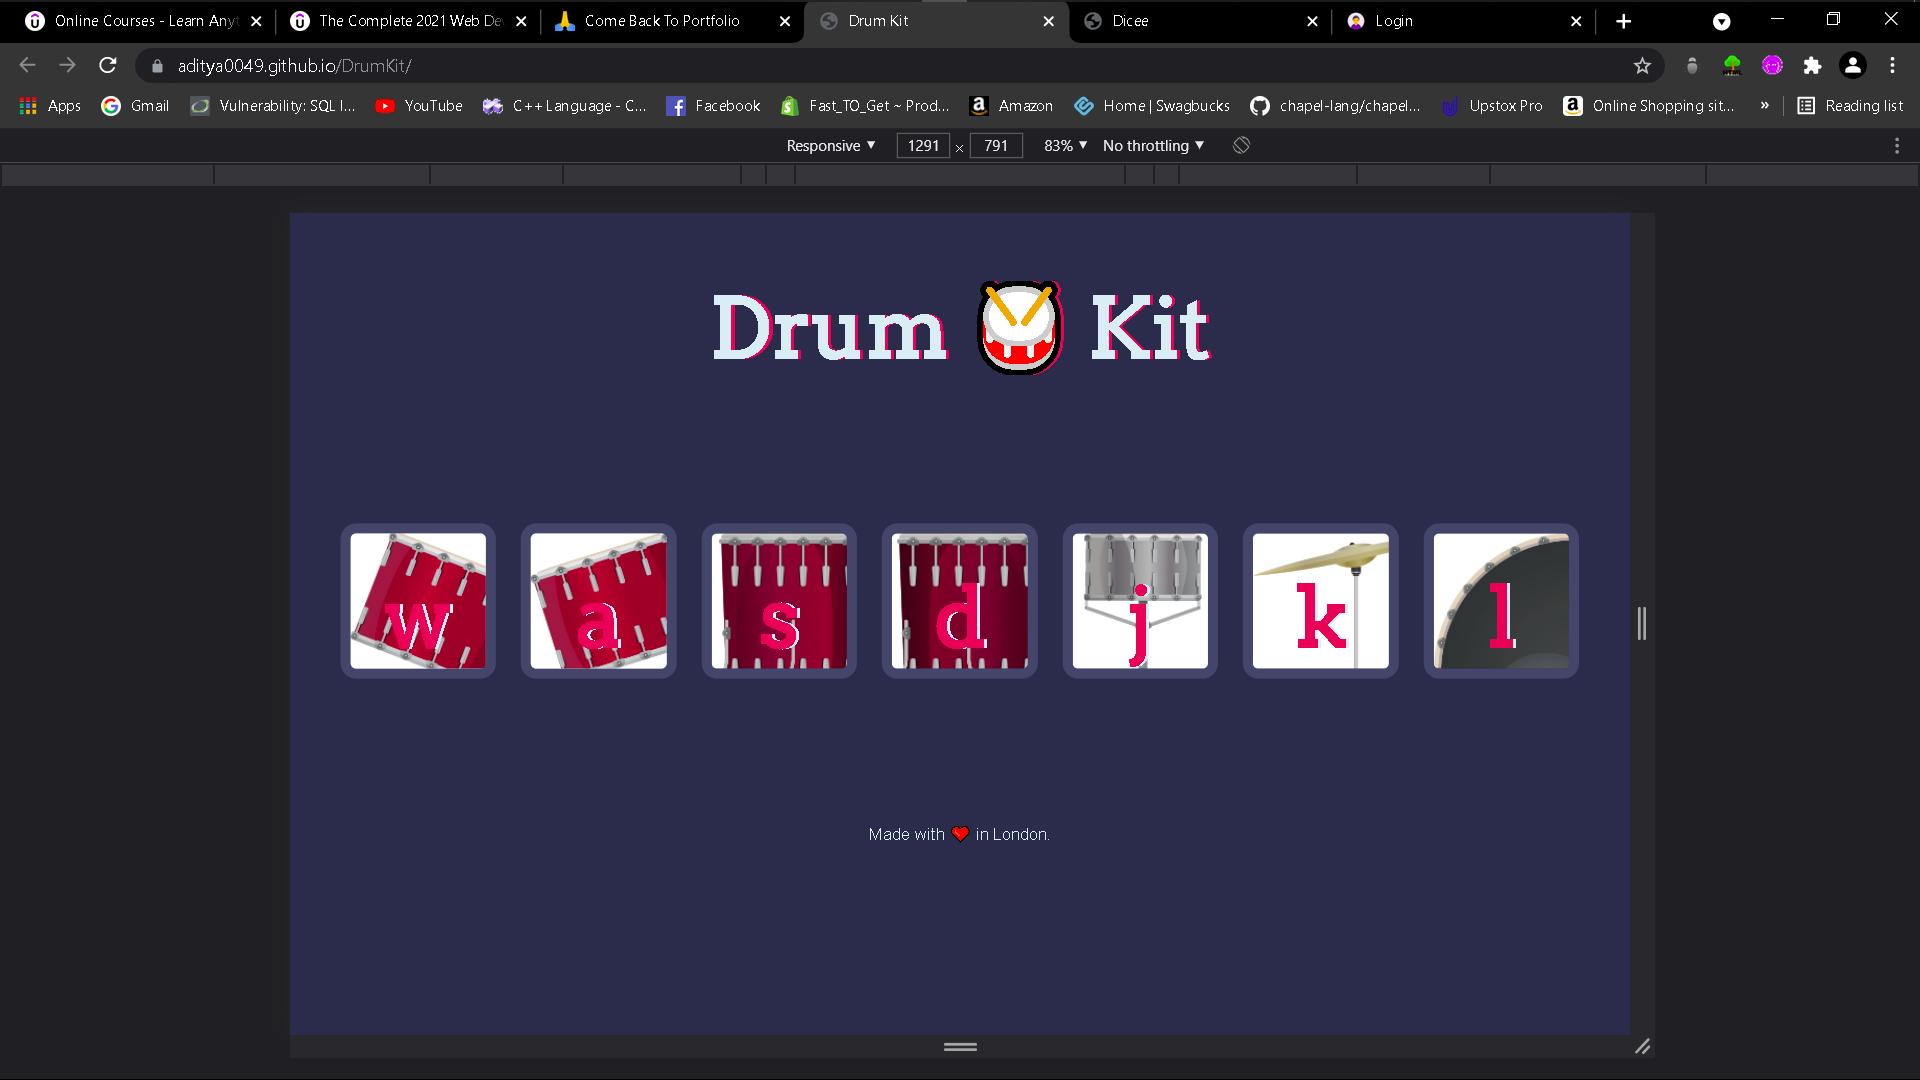 Online Courses - Learn Anyt
The Complete 2021 Web De
Come Back To Portfolio
Drum Kit
Dicee
Login
aditya0049.github.io/DrumKit/
Apps
Gmail
Vulnerability: SQL I...
YouTube
C++ Language - C...
Facebook
Fast_TO_Get ~ Prod...
Amazon
Home | Swagbucks
chapel-lang/chapel...
Upstox Pro
Online Shopping sit...
»
Reading list
Responsive ▼ 1291 × 791 83% ▼ No throttling ▼
Drum 🥁 Kit
w a s d j k l
Made with ❤️ in London.